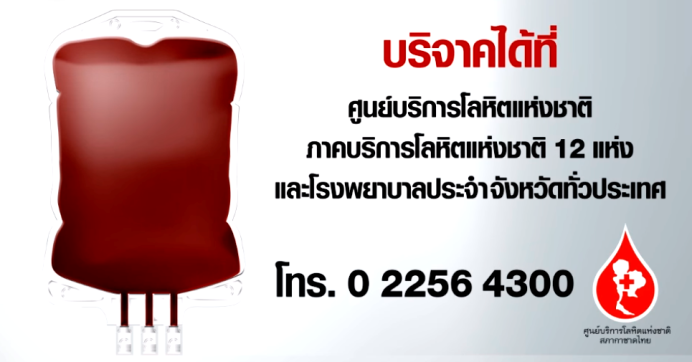 บริจาคได้ที่
ศูนย์บริการโลหิตแห่งชาติ
ภาคบริการโลหิตแห่งชาติ 12 แห่ง
และโรงพยาบาลประจำจังหวัดทั่วประเทศ
โทร. 0 2256 4300
ศูนย์บริการโลหิตแห่งชาติ
สภากาชาดไทย